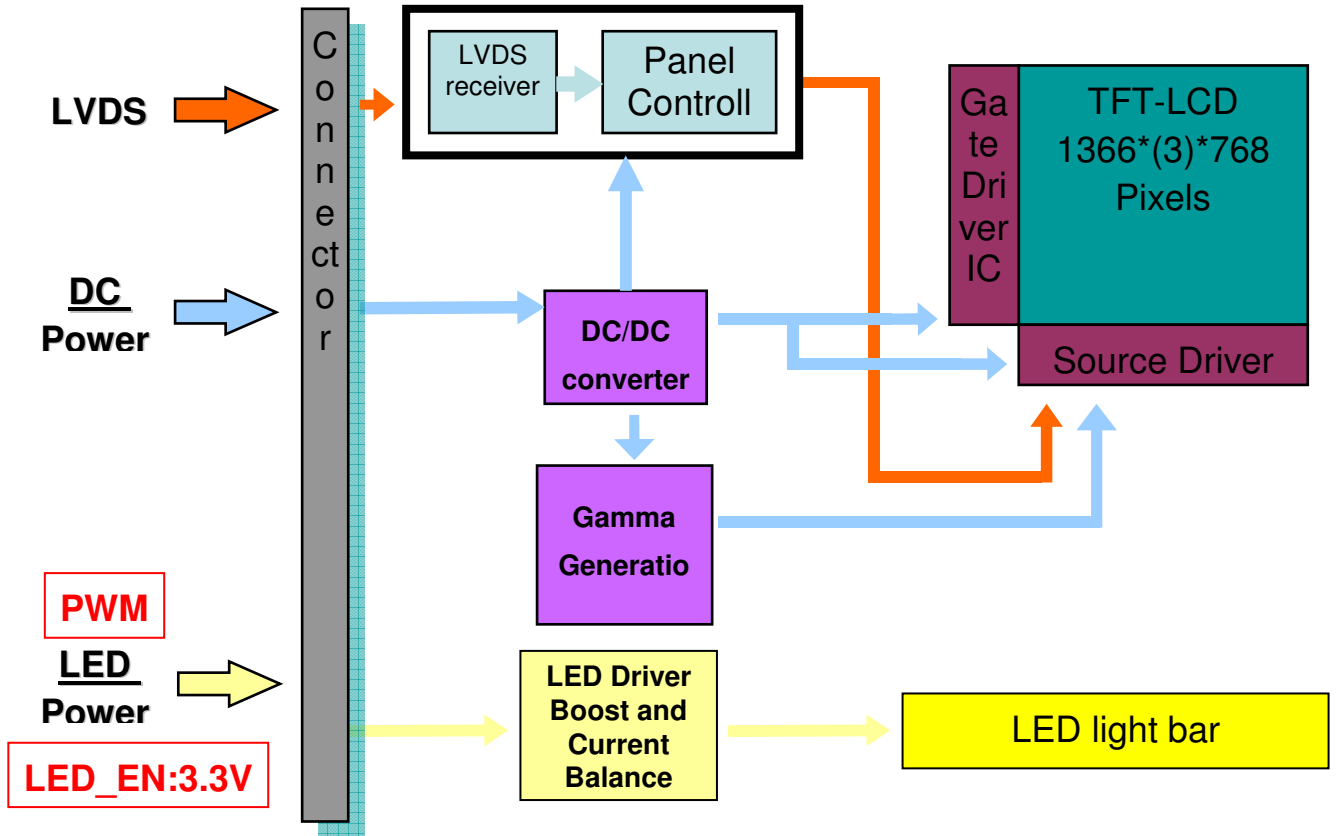 LVDS
DC
Power
PWM
LED
Power
LED_EN:3.3V
C
o
n
n
e
ct
o
r
LVDS
receiver
Panel
Controll
DC/DC
converter
Gamma
Generatio
LED Driver
Boost and
Current
Balance
Ga
te
Dri
ver
IC
TFT-LCD
1366*(3)*768
Pixels
Source Driver
LED light bar